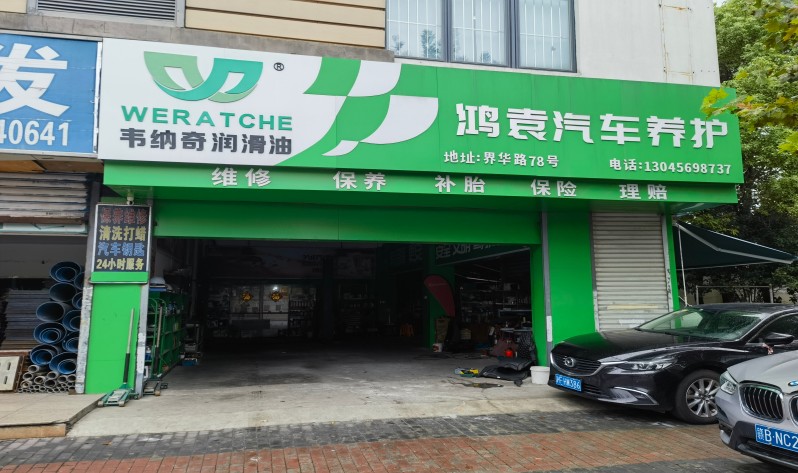 发
40641
WERATCHE
®
韦纳奇润滑油
鸿袁汽车养护
地址:界华路78号
电话:13045698737
维修 保养 补胎 保险 理赔
清洗打蜡
汽车钥匙
24小时服务
B·NC2